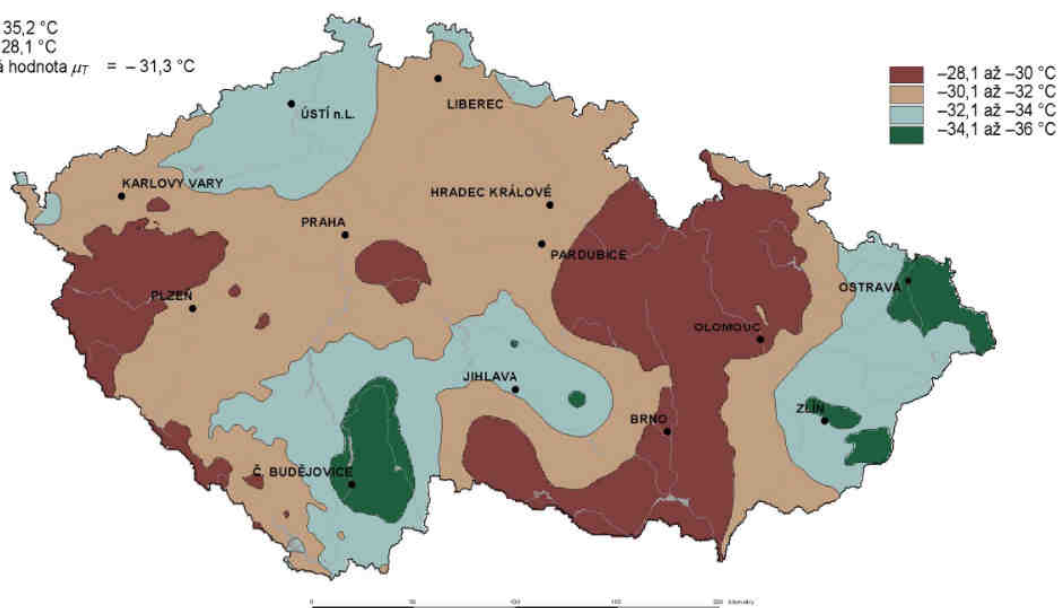 35,2 °C
28,1 °C
á hodnota μT = – 31,3 °C
–28,1 až –30 °C
–30,1 až –32 °C
–32,1 až –34 °C
–34,1 až –36 °C
ÚSTÍ n.L.
LIBEREC
KARLOVY VARY
HRADEC KRÁLOVÉ
PRAHA
PARDUBICE
PLZEŇ
OSTRAVA
OLOMOUC
JIHLAVA
ZLÍN
BRNO
Č. BUDĚJOVICE